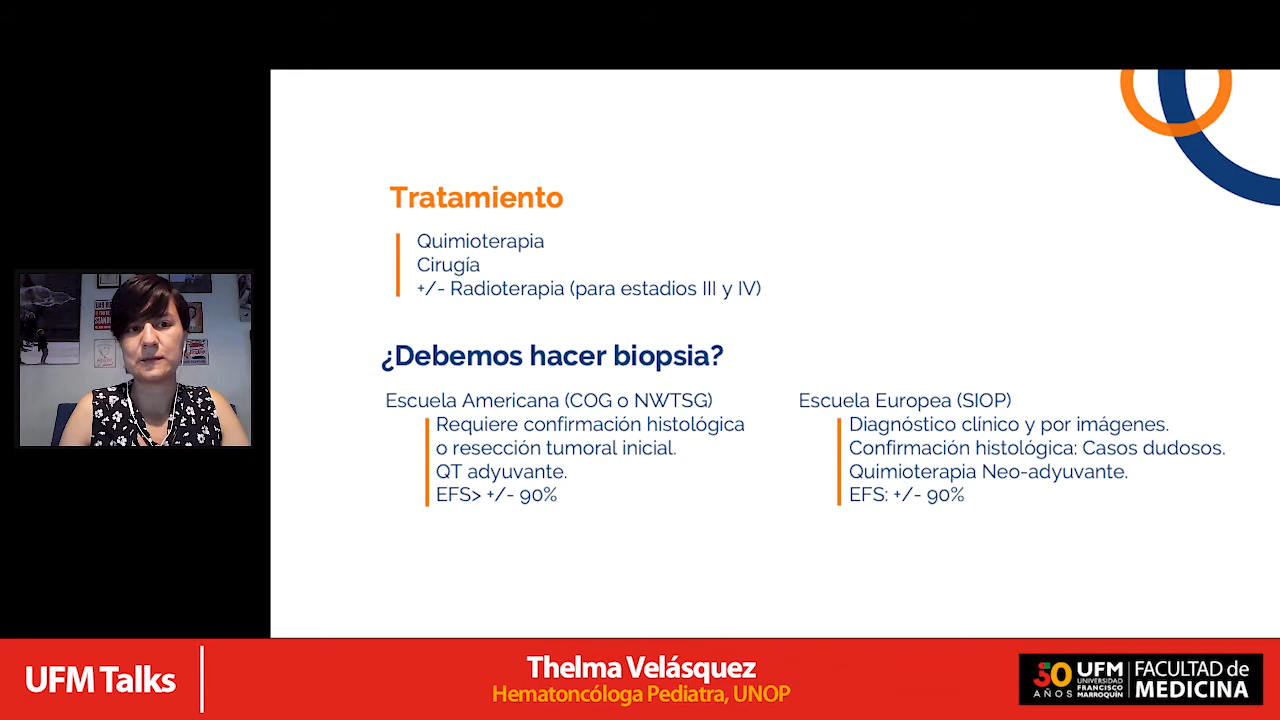 Tratamiento
Quimioterapia
Cirugía
+/- Radioterapia (para estadios III y IV)
¿Debemos hacer biopsia?
Escuela Americana (COG o NWTSG)
Requiere confirmación histológica
o resección tumoral inicial.
QT adyuvante.
EFS> +/- 90%
Escuela Europea (SIOP)
Diagnóstico clínico y por imágenes.
Confirmación histológica: Casos dudosos.
Quimioterapia Neo-adyuvante.
EFS: +/- 90%
UFM Talks
Thelma Velásquez
Hematoncóloga Pediatra, UNOP
50
AÑOS
UFM
UNIVERSIDAD
FRANCISCO
MARROQUÍN
FACULTAD de
MEDICINA